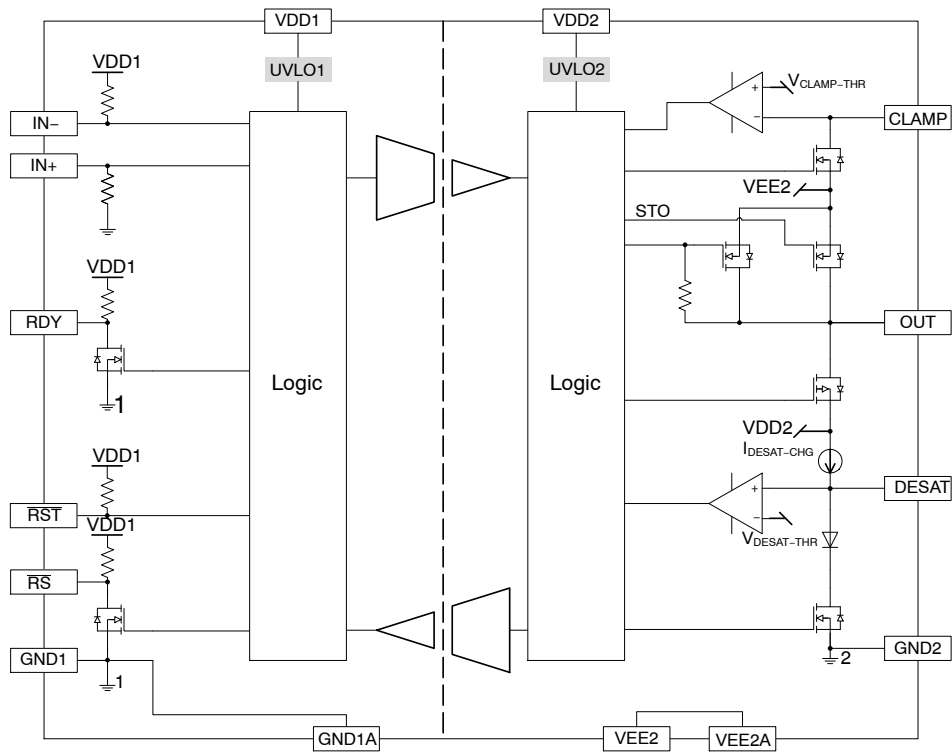 VDD1
VDD2
UVLO1
UVLO2
VDD1
+
−
VCLAMP−THR
CLAMP
IN−
IN+
VEE2
STO
VDD1
RDY
OUT
1
Logic
Logic
VDD2
IDESAT−CHG
VDD1
+
−
DESAT
RST
VDD1
VDESAT−THR
RS
GND1
1
2
GND2
GND1A
VEE2
VEE2A